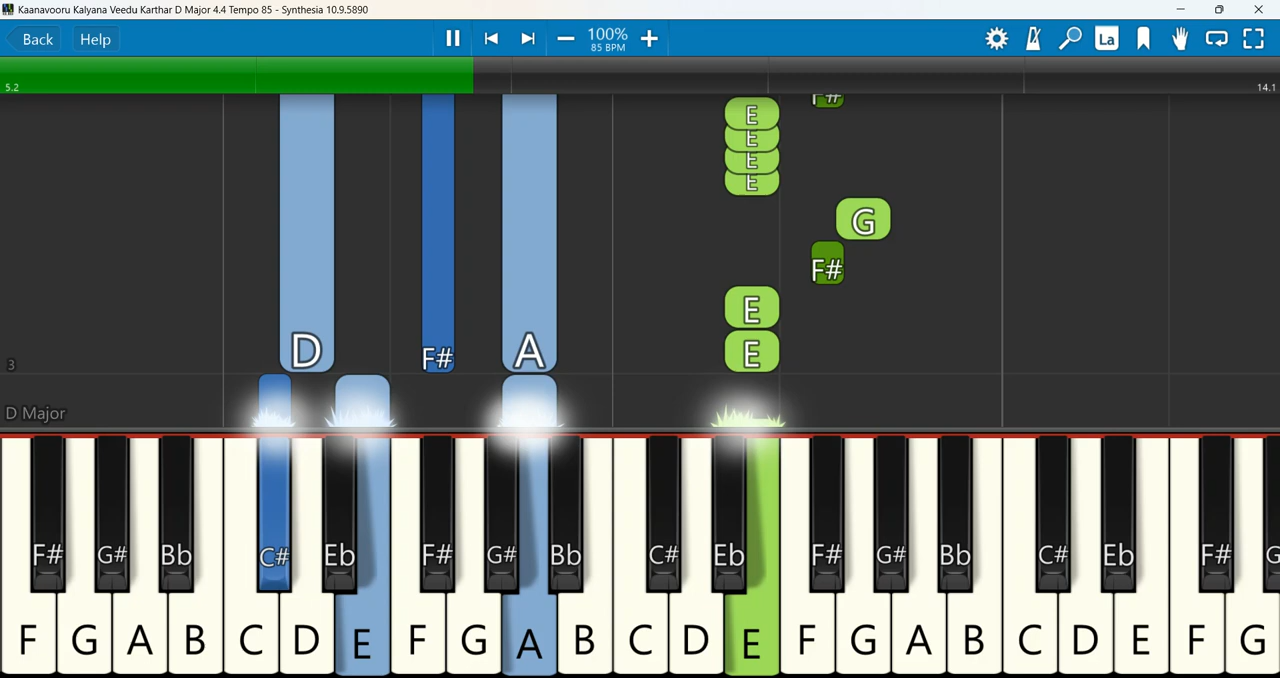 Kaanavooru Kalyana Veedu Karthar D Major 4.4 Tempo 85 - Synthesia 10.9.5890
Back Help 100% La
85 BPM
5.2 14.1
F#
E
E
E
E
G
F#
E
D F# A E
3
D Major
F# G# Bb C# Eb F# G# Bb C# Eb F# G# Bb C# Eb F# G
F G A B C D E F G A B C D E F G A B C D E F G